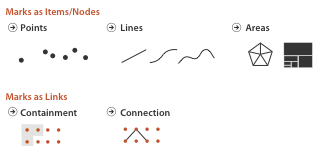 Marks as Items/Nodes
Points
Lines
Areas
Marks as Links
Containment
Connection